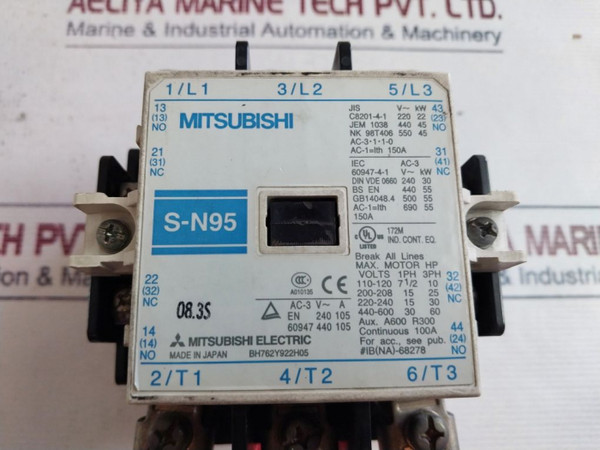 AECIYA MARINE TECH PVT. LTD.
Marine & Industrial Automation & Machinery
1/L1 3/L2 5/L3
13
(13)
NO
MITSUBISHI
JIS V~ kW
C8201-4-1 220 22
JEM 1038 440 45
NK 98T406 550 45
AC-3·1-1-0
AC-1=Ith 150A
43
(23)
NO
21
(31)
NC
31
(41)
NC
IEC AC-3
60947-4-1 V~ kW
DIN VDE 0660 240 30
BS EN 440 55
GB14048.4 500 55
AC-1=Ith 690 55
150A
S-N95
UL
LISTED
172M
IND. CONT. EQ.
Break All Lines
MAX. MOTOR HP
VOLTS 1PH 3PH
110-120 7 1/2 10
200-208 15 25
220-240 15 30
440-600 30 60
Aux. A600 R300
Continuous 100A
For acc., see pub.
#IB(NA)-68278
22
(32)
NC
32
(42)
NC
08.3S
CCC
A010135
CE
AC-3 V~ A
EN 240 105
60947 440 105
14
(14)
NO
44
(24)
NO
MITSUBISHI ELECTRIC
MADE IN JAPAN BH762Y922H05
2/T1 4/T2 6/T3